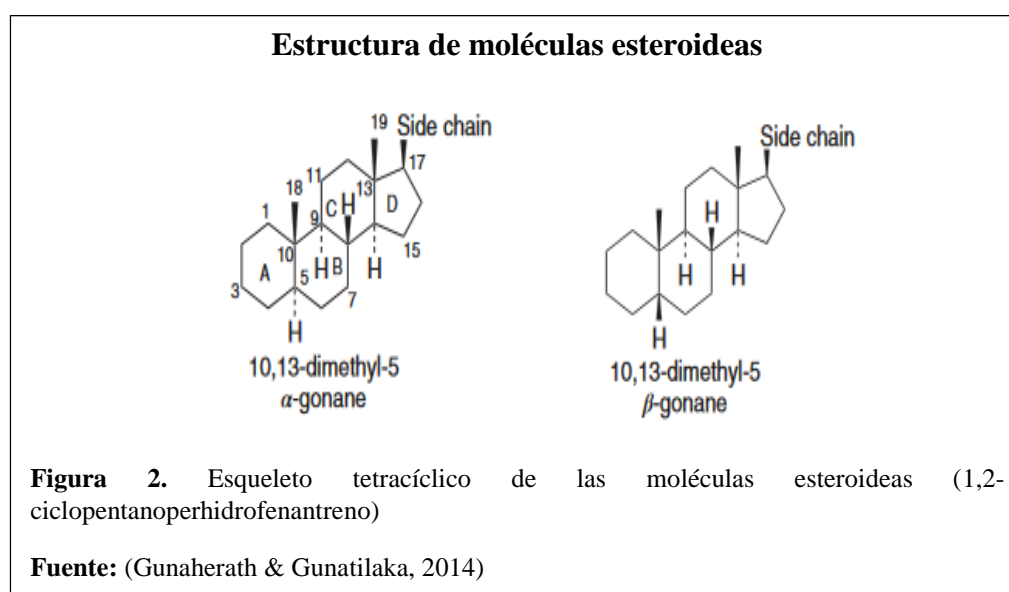 Estructura de moléculas esteroideas
19 Side chain
17
11
13
18
H
C
D
1
9
10
15
A
H
B
H
5
3
7
H
10,13-dimethyl-5
α-gonane
Side chain
H
H
H
H
10,13-dimethyl-5
β-gonane
Figura 2. Esqueleto tetracíclico de las moléculas esteroideas (1,2-
ciclopentanoperhidrofenantreno)
Fuente: (Gunaherath & Gunatilaka, 2014)